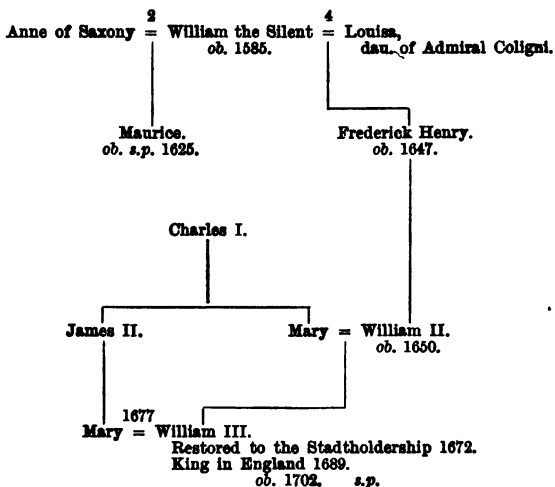 2 4
Anne of Saxony = William the Silent = Louisa,
ob. 1585. dau. of Admiral Coligni.
Maurice. Frederick Henry.
ob. s.p. 1625. ob. 1647.
Charles I.
James II. Mary = William II.
ob. 1650.
1677
Mary = William III.
Restored to the Stadtholdership 1672.
King in England 1689.
ob. 1702. s.p.